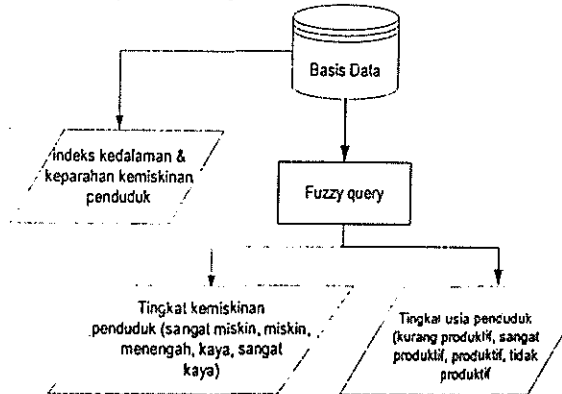 Basis Data
indeks kedalaman &
keparahan kemiskinan
penduduk
Fuzzy query
Tingkat kemiskinan
penduduk (sangat miskin, miskin,
menengah, kaya, sangat
kaya)
Tingkat usia penduduk
(kurang produktif, sangat
produktif, produktif, tidak
produktif